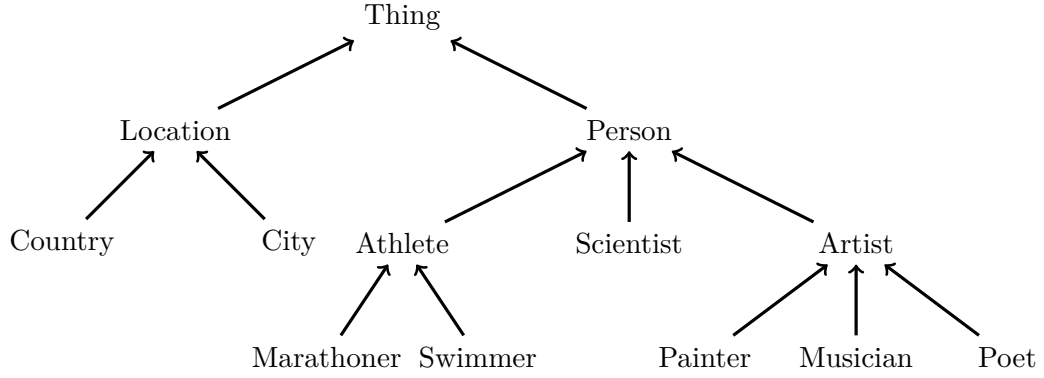 Thing
Location Person
Country City Athlete Scientist Artist
Marathoner Swimmer Painter Musician Poet